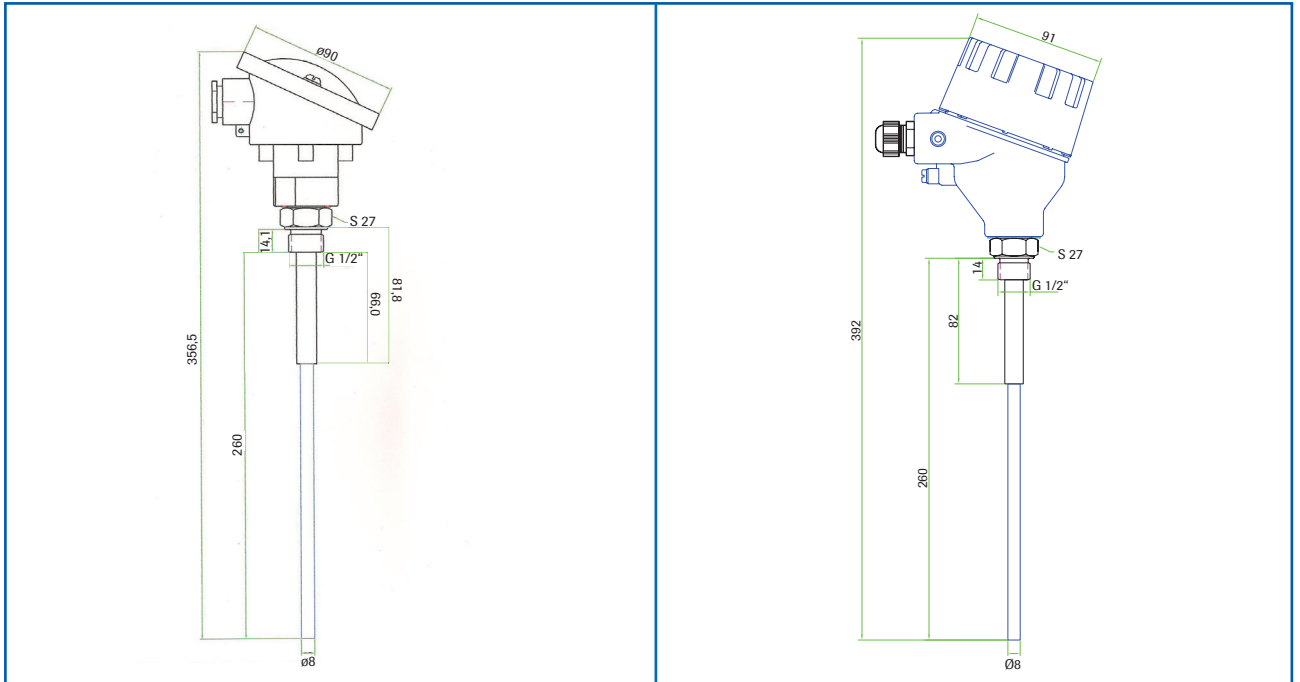 ø90
S 27
14,1
G 1/2“
81,8
66,0
356,5
260
ø8
91
S 27
14
G 1/2“
82
392
260
Ø8